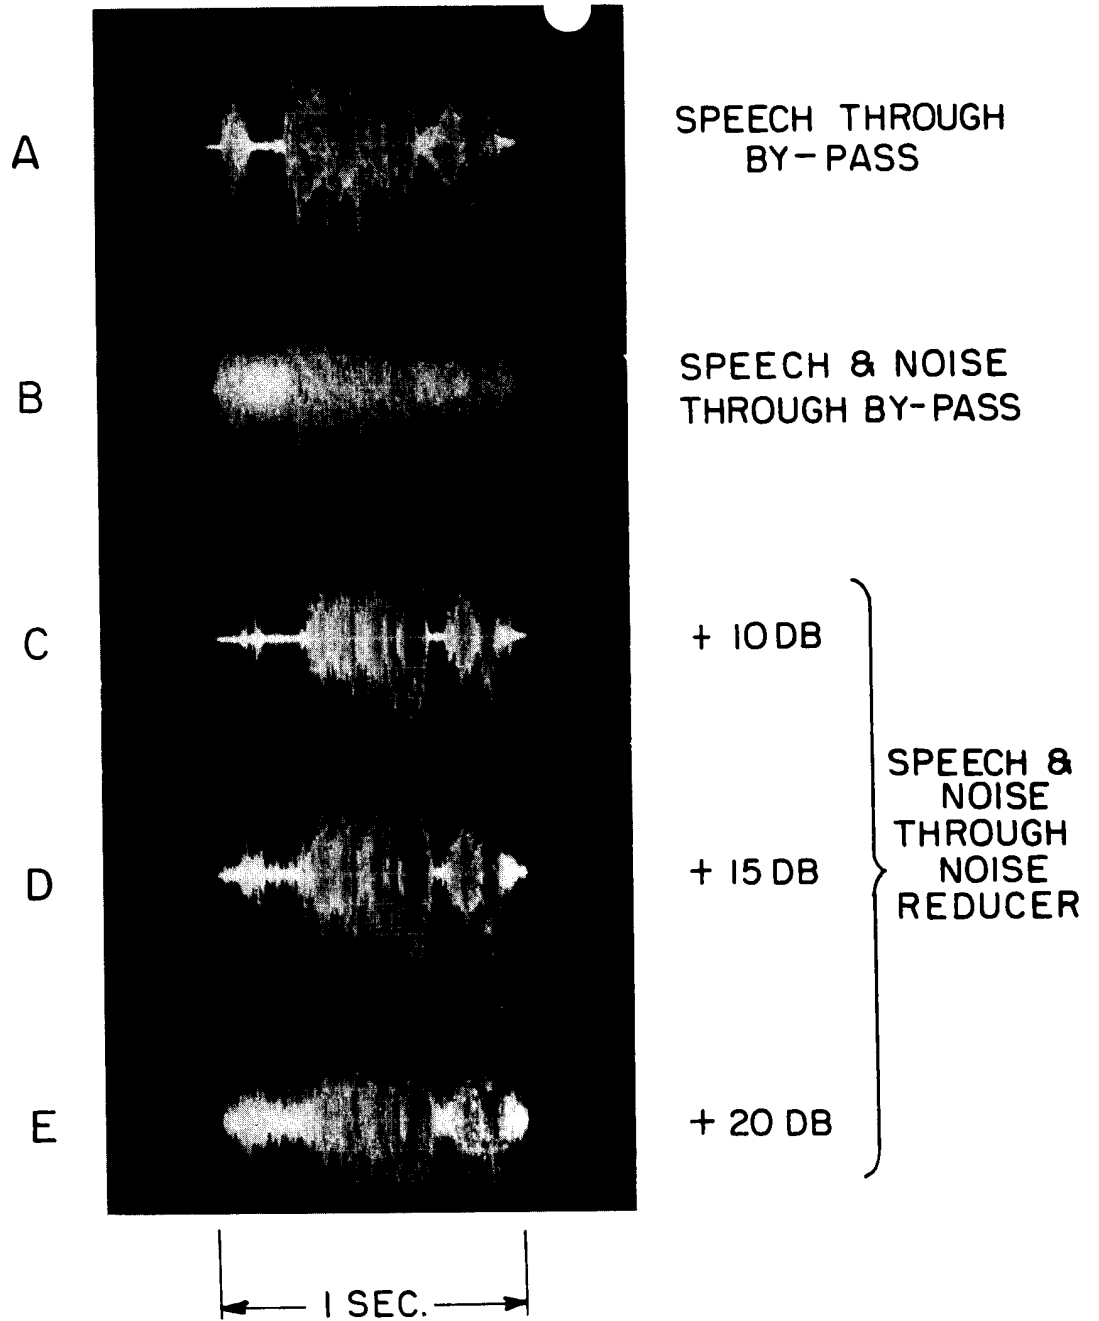 A
SPEECH THROUGH
BY-PASS
B
SPEECH & NOISE
THROUGH BY-PASS
C
+ 10 DB
D
+ 15 DB
E
+ 20 DB
SPEECH &
NOISE
THROUGH
NOISE
REDUCER
1 SEC.